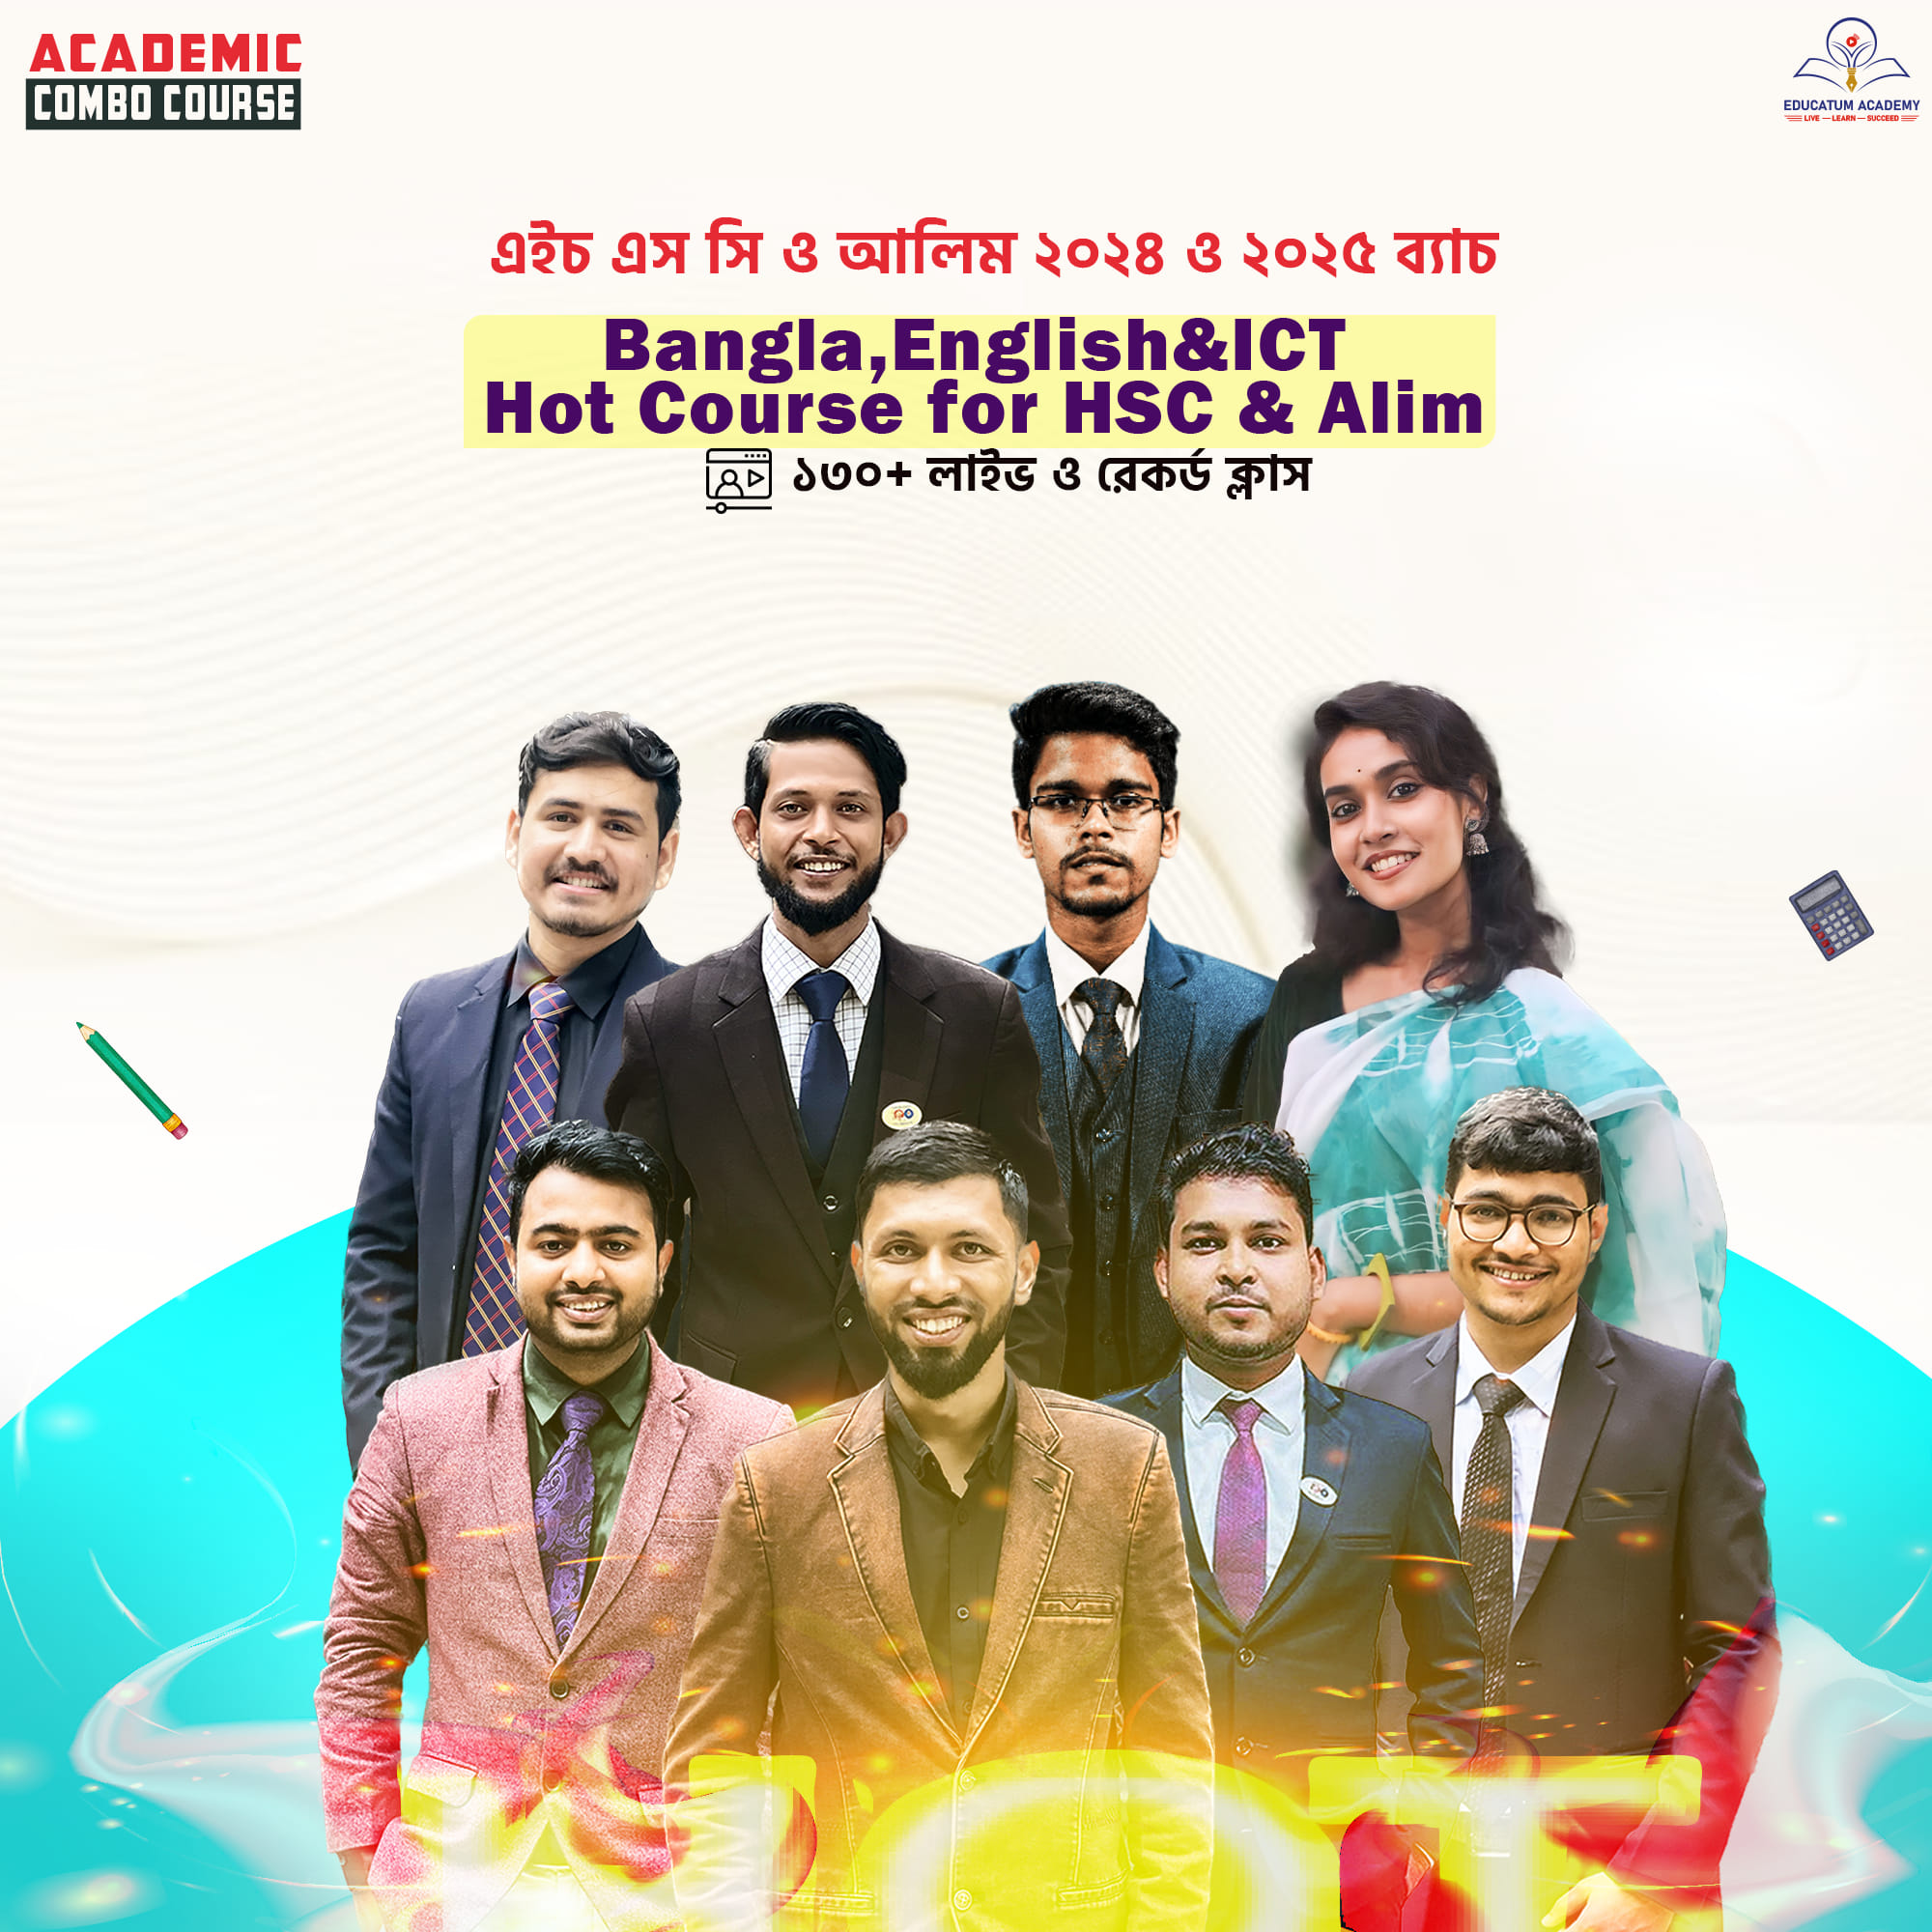 ACADEMIC
COMBO COURSE
EDUCATUM ACADEMY
LIVE — LEARN — SUCCEED
এইচ এস সি ও আলিম ২০২৪ ও ২০২৫ ব্যাচ
Bangla,English&ICT
Hot Course for HSC & Alim
১৩০+ লাইভ ও রেকর্ড ক্লাস
HOT